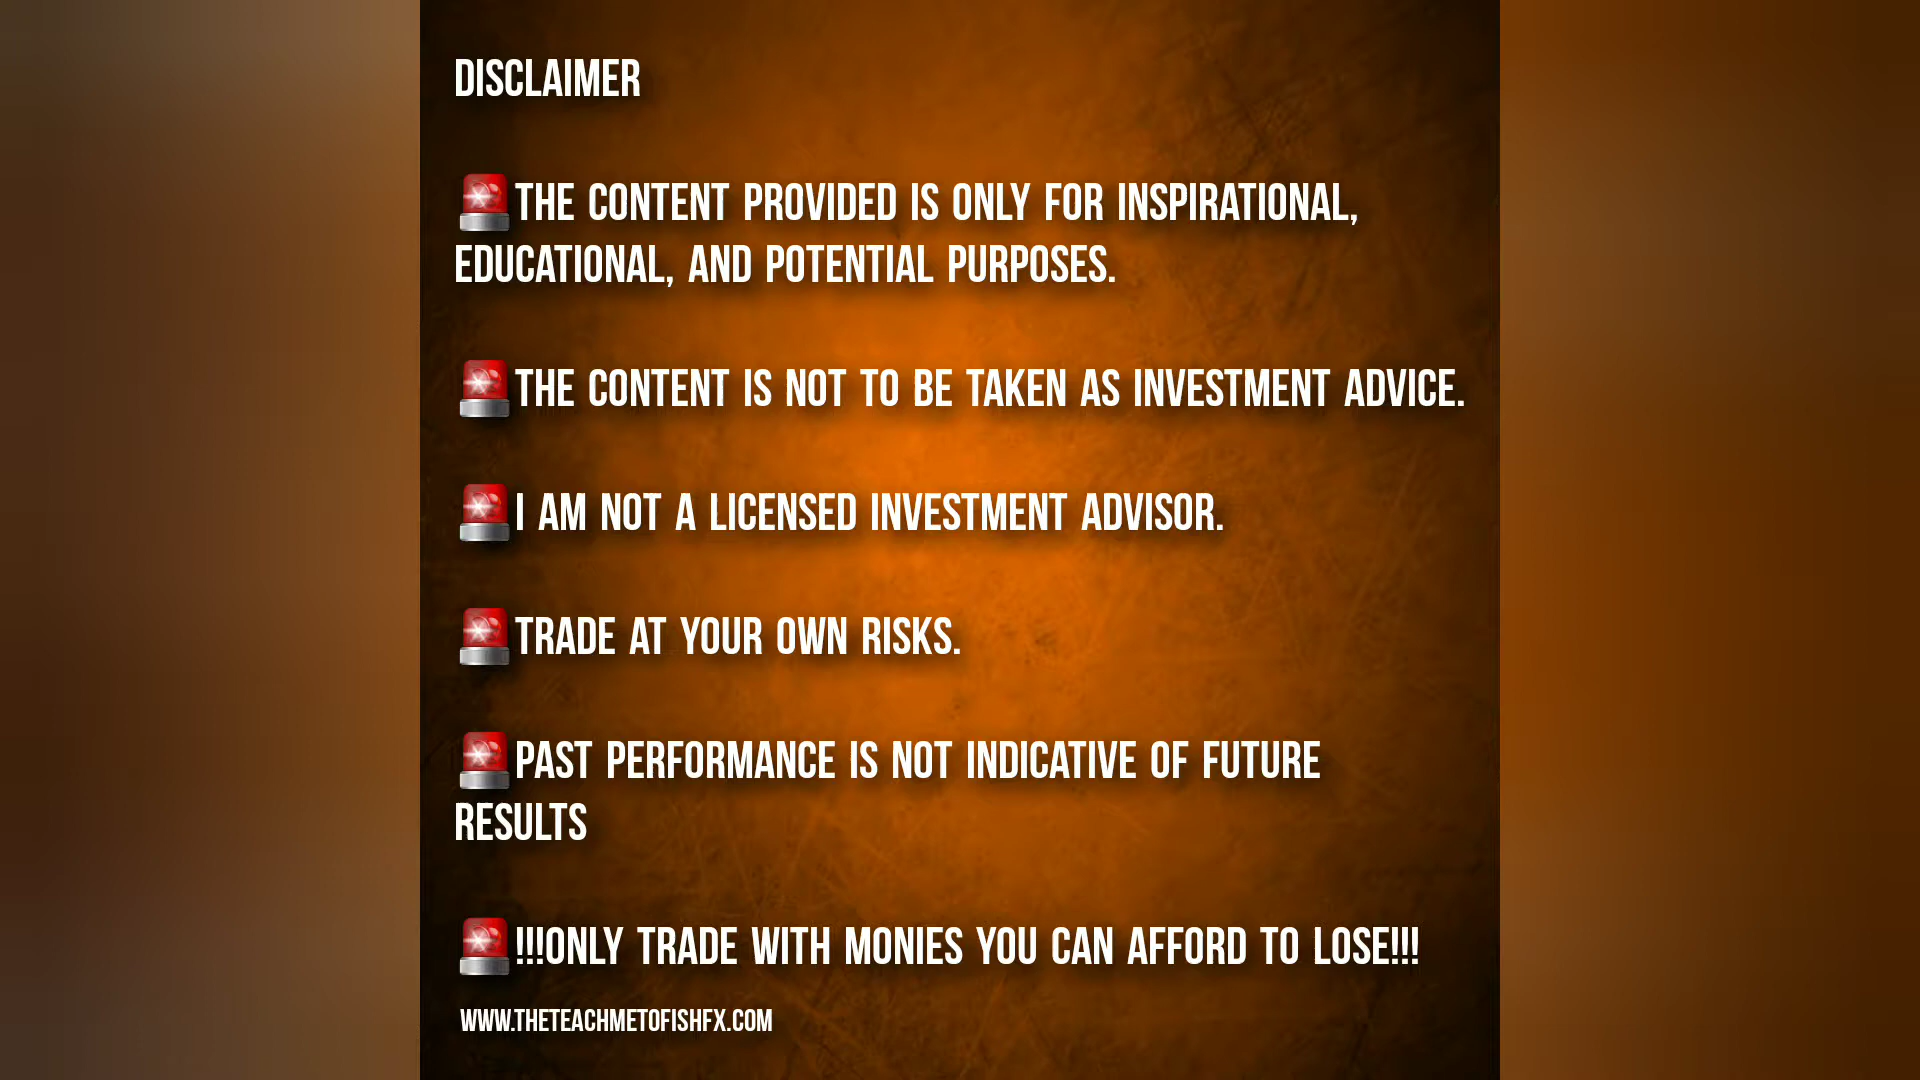 DISCLAIMER
🚨THE CONTENT PROVIDED IS ONLY FOR INSPIRATIONAL,
EDUCATIONAL, AND POTENTIAL PURPOSES.
🚨THE CONTENT IS NOT TO BE TAKEN AS INVESTMENT ADVICE.
🚨I AM NOT A LICENSED INVESTMENT ADVISOR.
🚨TRADE AT YOUR OWN RISKS.
🚨PAST PERFORMANCE IS NOT INDICATIVE OF FUTURE
RESULTS
🚨!!!ONLY TRADE WITH MONIES YOU CAN AFFORD TO LOSE!!!
WWW.THETEACHMETOFISHFX.COM